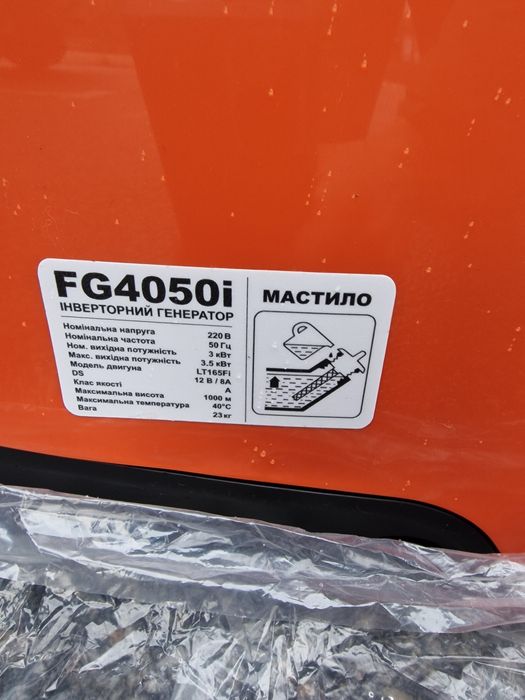 FG4050i
ІНВЕРТОРНИЙ ГЕНЕРАТОР
Номінальна напруга 220 В
Номінальна частота 50 Гц
Ном. вихідна потужність 3 кВт
Макс. вихідна потужність 3.5 кВт
Модель двигуна LT165Fi
DS 12 В / 8А
Клас якості А
Максимальна висота 1000 м
Максимальна температура 40°С
Вага 23 кг
МАСТИЛО